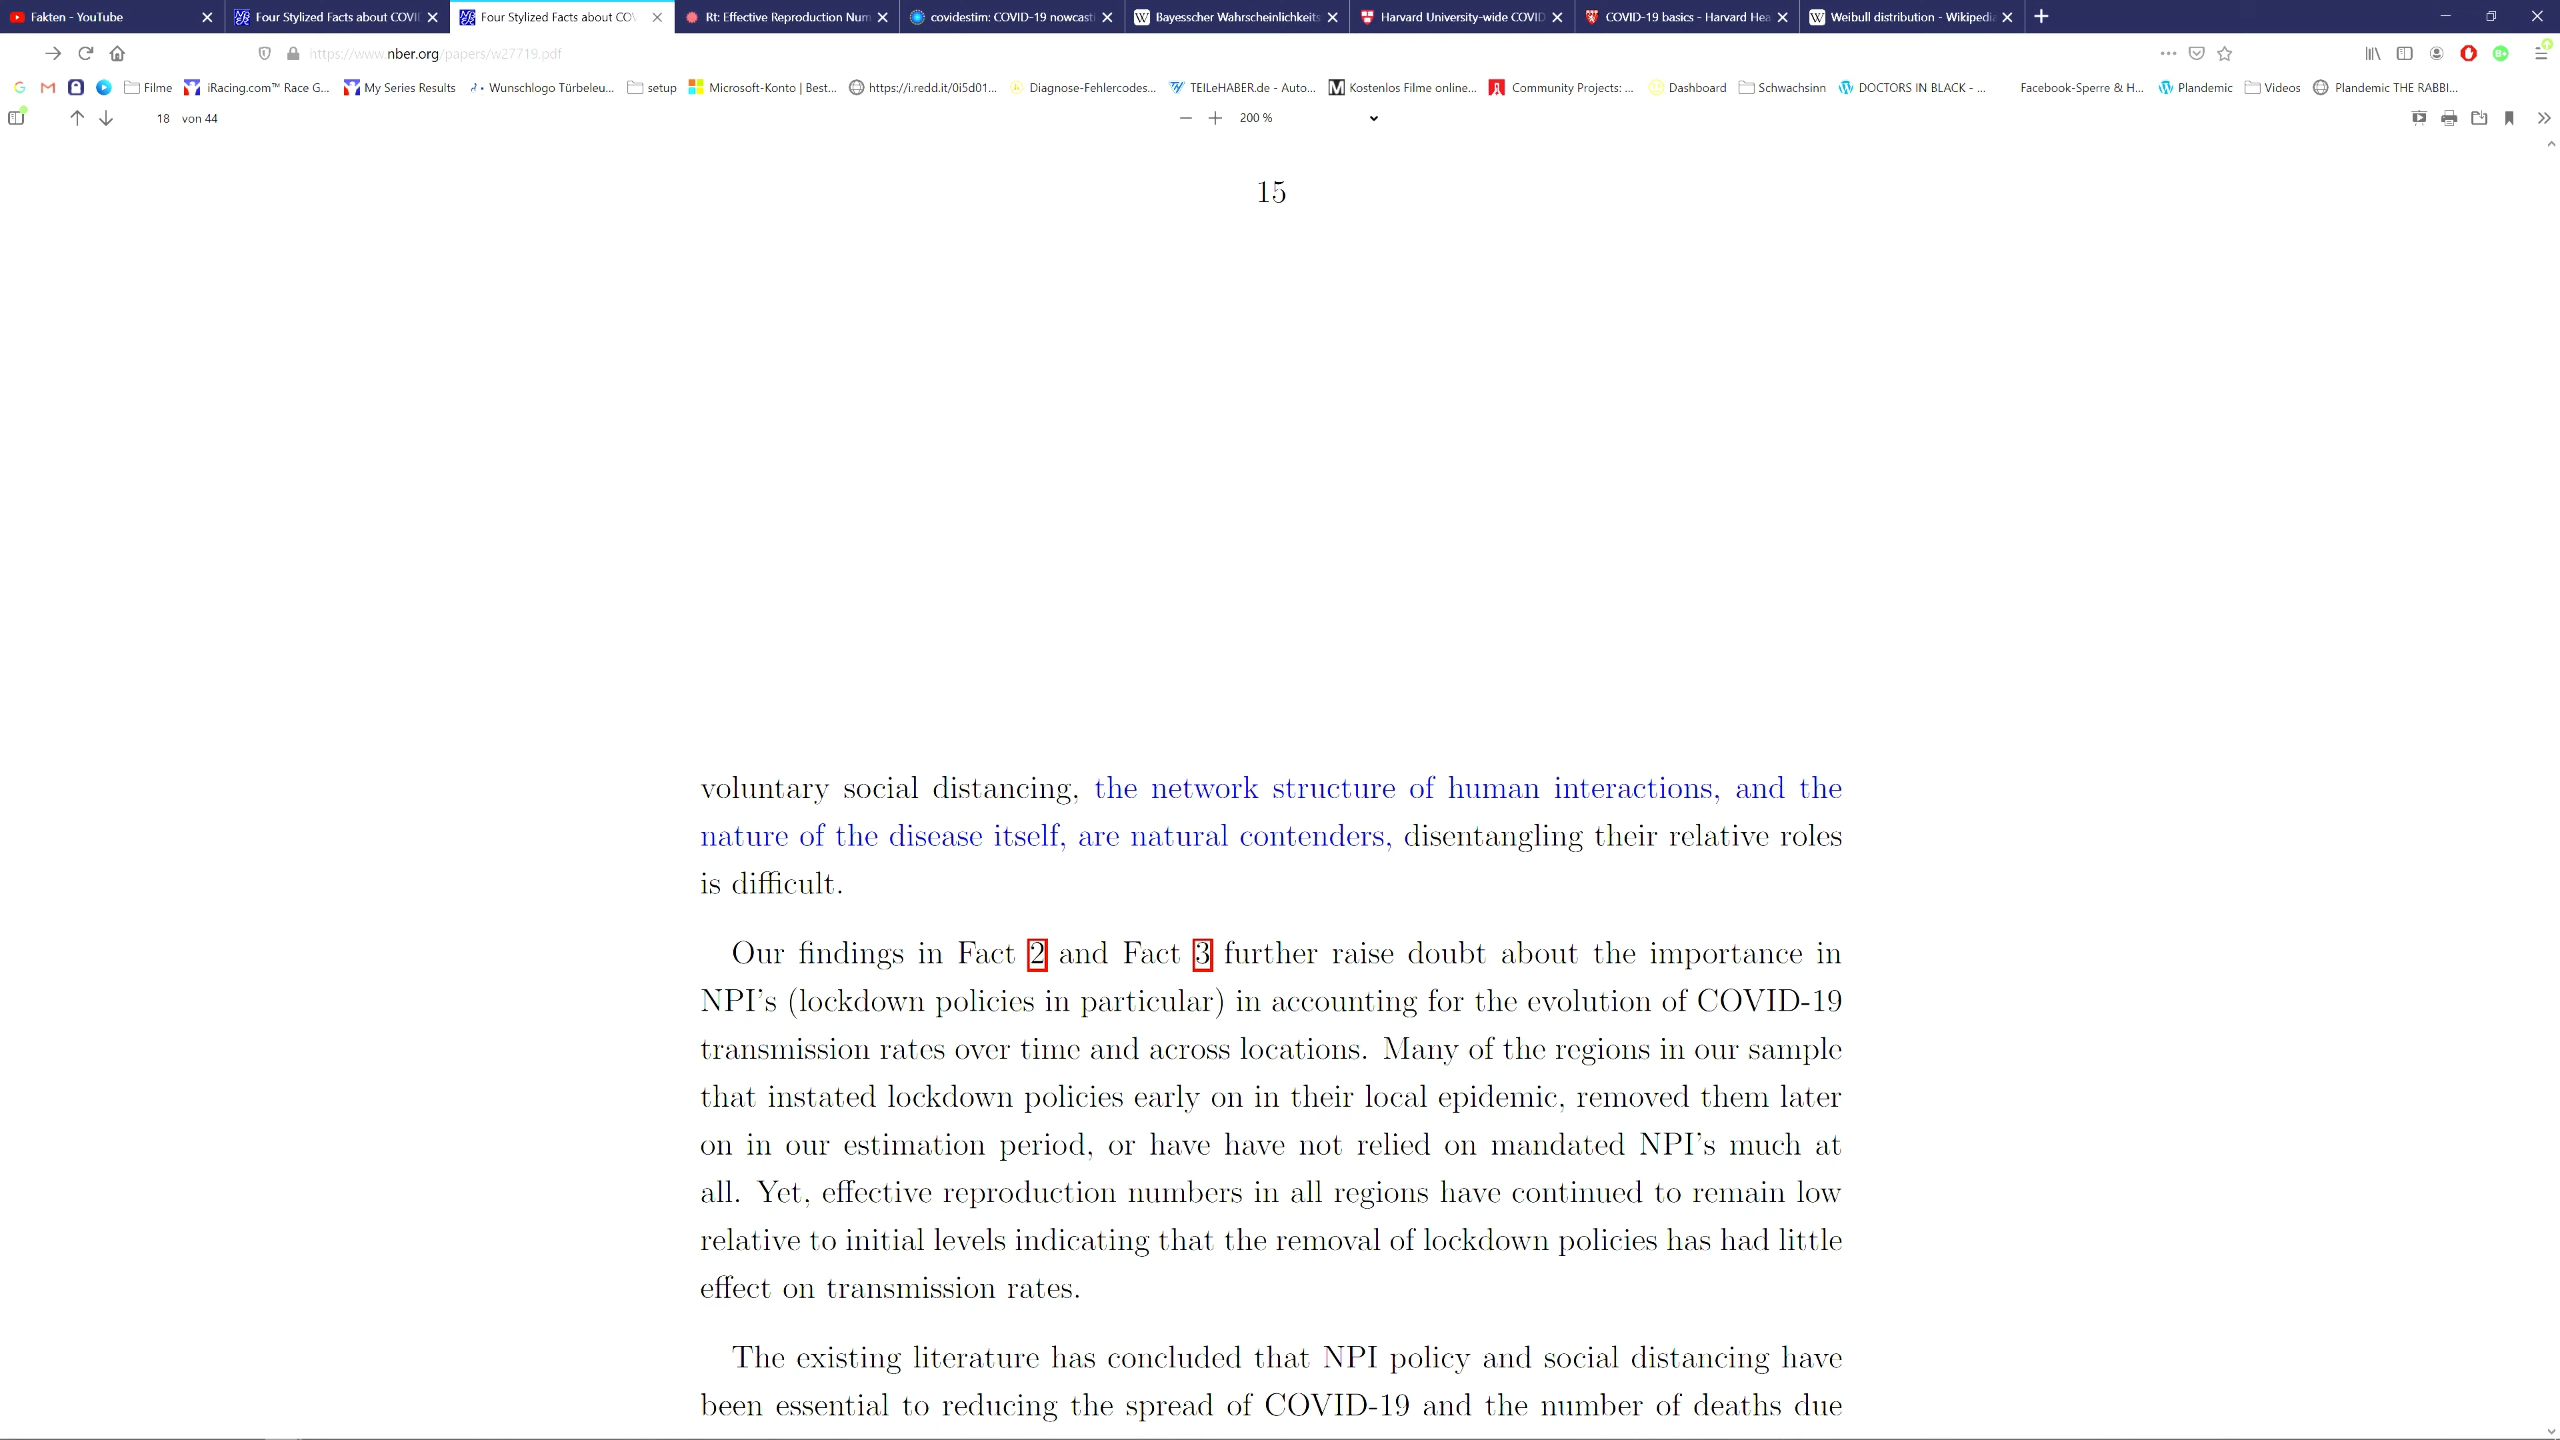 Fakten - YouTube
Four Stylized Facts about COVI
Four Stylized Facts about CO
Rt: Effective Reproduction Num
covidestim: COVID-19 nowcast
Bayesscher Wahrscheinlichkeits
Harvard University-wide COVID
COVID-19 basics - Harvard Hea
Weibull distribution - Wikipedia
https://www.nber.org/papers/w27719.pdf
Filme
iRacing.com™ Race G...
My Series Results
Wunschlogo Türbeleu...
setup
Microsoft-Konto | Best...
https://i.redd.it/0i5d01...
Diagnose-Fehlercodes...
TEILeHABER.de - Auto...
Kostenlos Filme online...
Community Projects: ...
Dashboard
Schwachsinn
DOCTORS IN BLACK - ...
Facebook-Sperre & H...
Plandemic
Videos
Plandemic THE RABBI...
18 von 44
200 %
15
voluntary social distancing, the network structure of human interactions, and the
nature of the disease itself, are natural contenders, disentangling their relative roles
is difficult.
Our findings in Fact 2 and Fact 3 further raise doubt about the importance in
NPI's (lockdown policies in particular) in accounting for the evolution of COVID-19
transmission rates over time and across locations. Many of the regions in our sample
that instated lockdown policies early on in their local epidemic, removed them later
on in our estimation period, or have have not relied on mandated NPI's much at
all. Yet, effective reproduction numbers in all regions have continued to remain low
relative to initial levels indicating that the removal of lockdown policies has had little
effect on transmission rates.
The existing literature has concluded that NPI policy and social distancing have
been essential to reducing the spread of COVID-19 and the number of deaths due